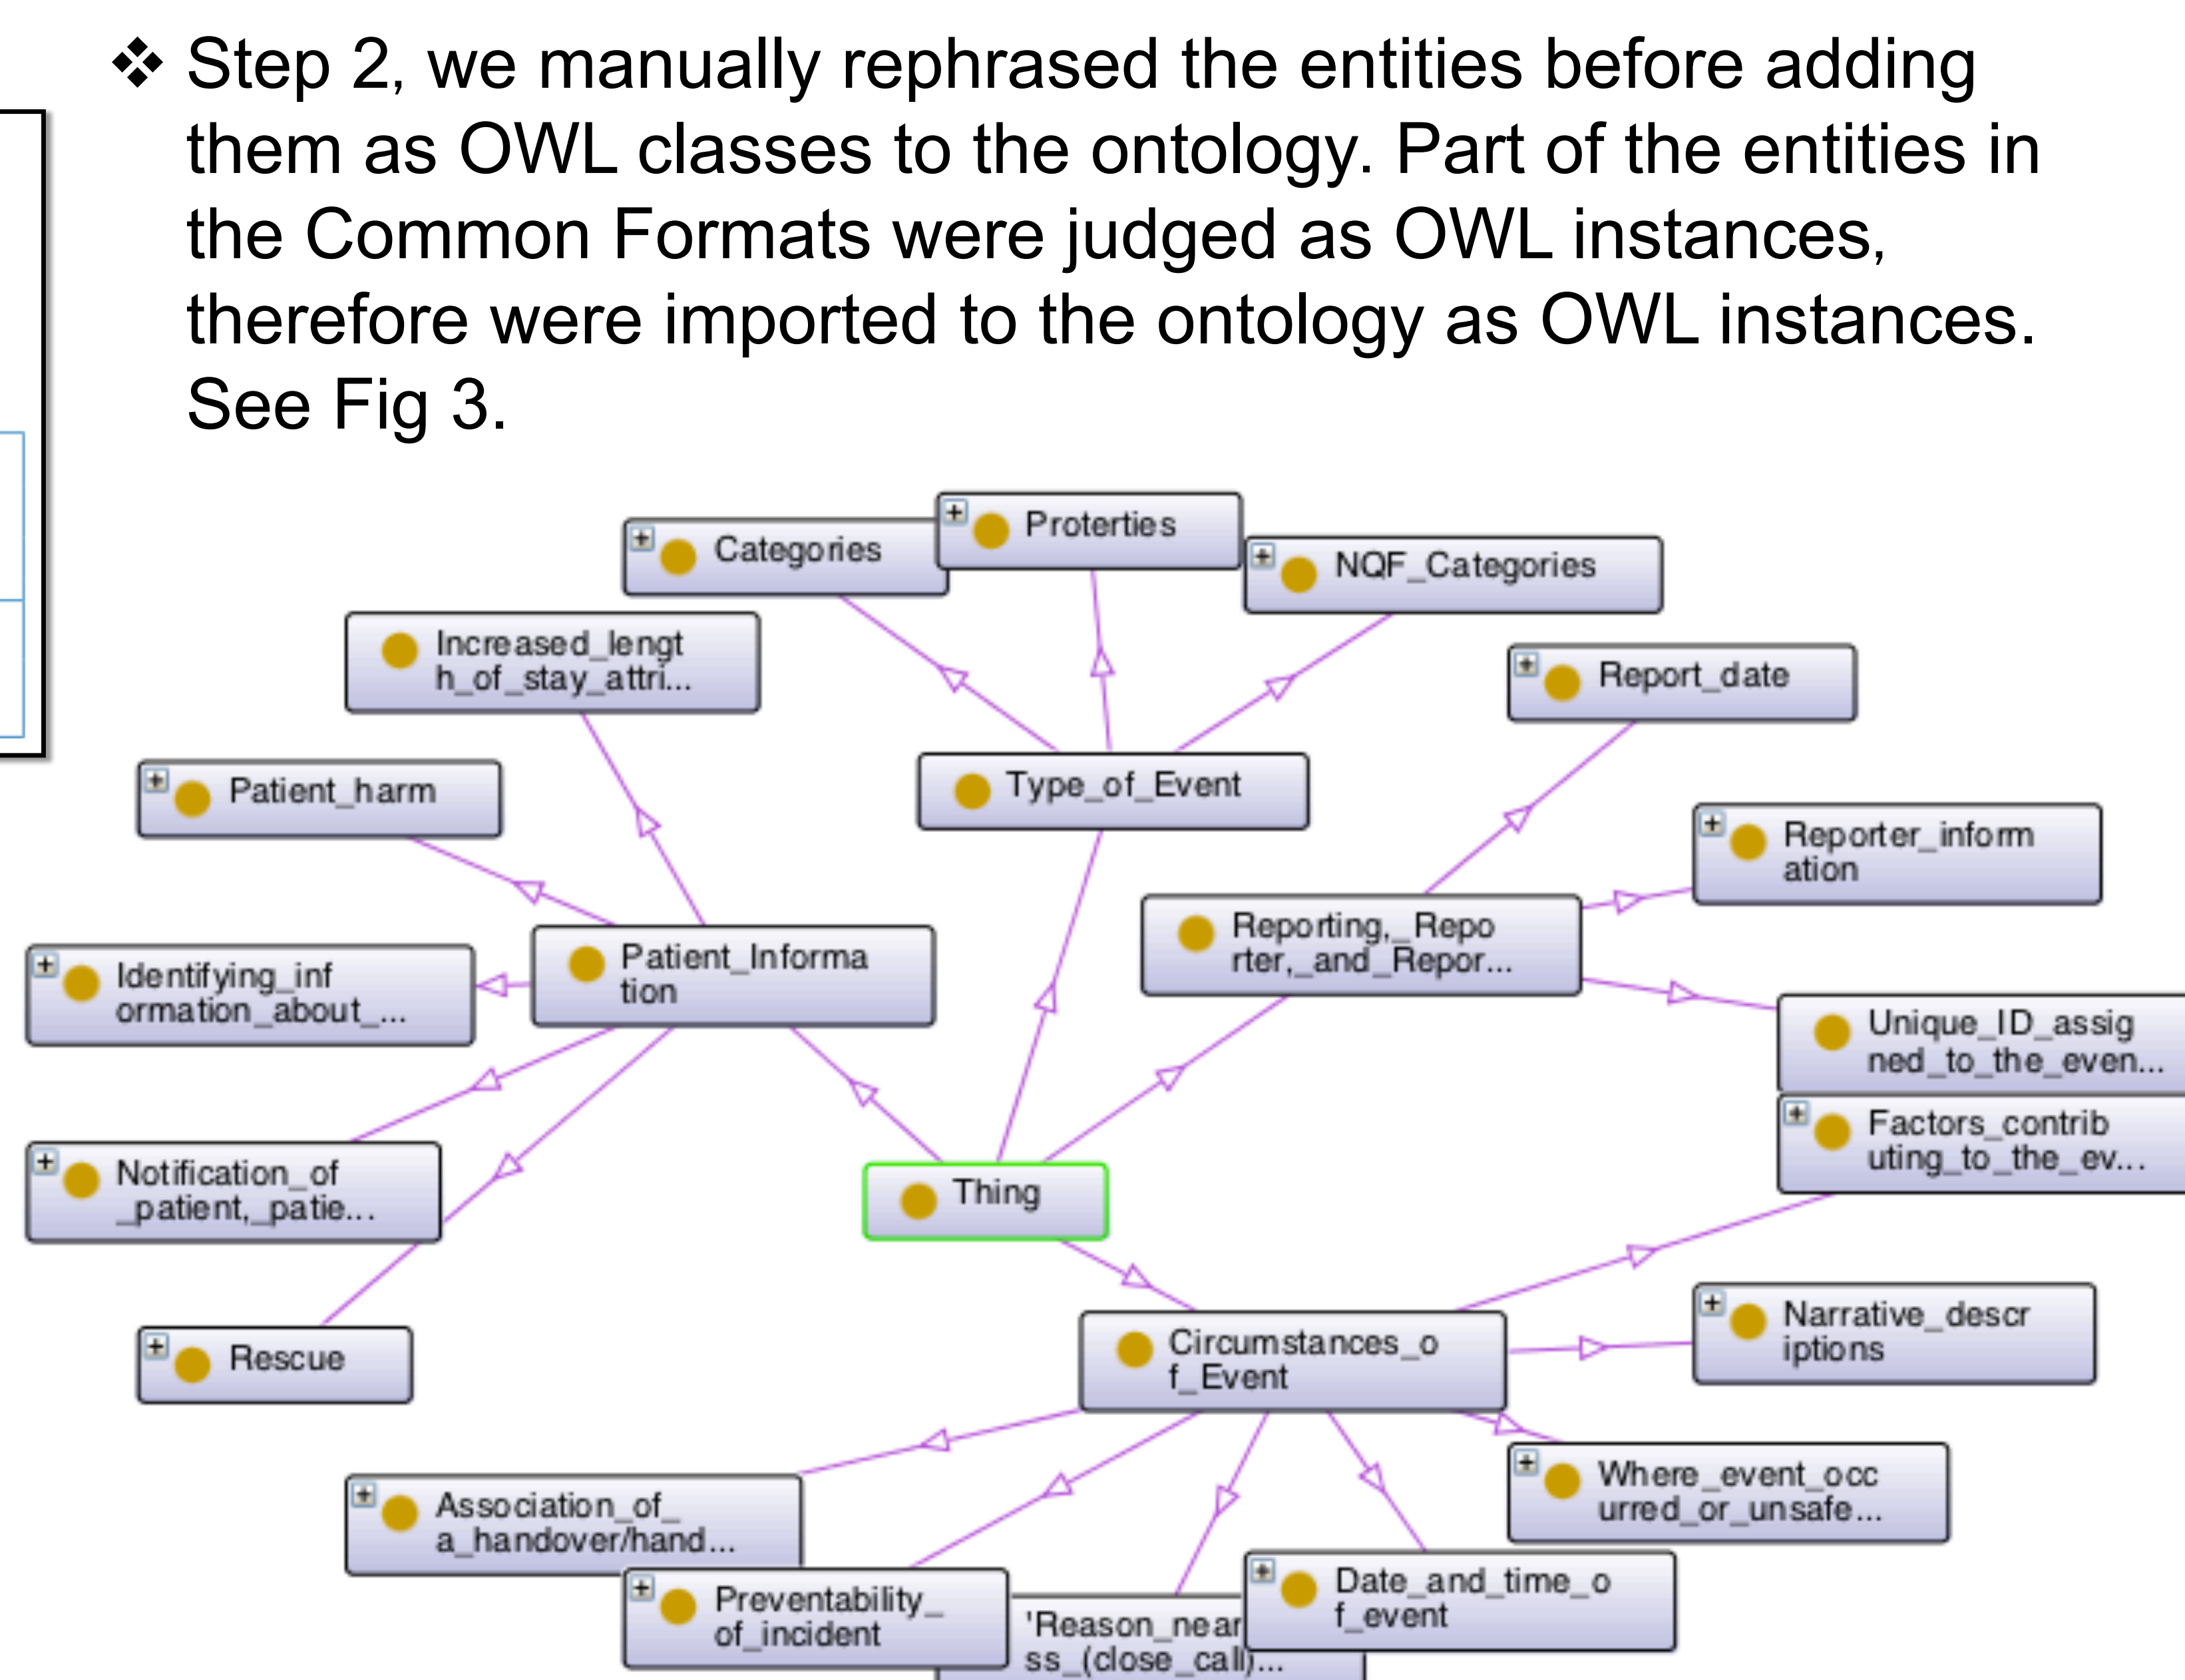 ❖ Step 2, we manually rephrased the entities before adding
them as OWL classes to the ontology. Part of the entities in
the Common Formats were judged as OWL instances,
therefore were imported to the ontology as OWL instances.
See Fig 3.
Categories
Proterties
NQF_Categories
Increased_lengt
h_of_stay_attri...
Report_date
Patient_harm
Type_of_Event
Reporter_inform
ation
Reporting,_Repo
rter,_and_Repor...
Patient_Informa
tion
Identifying_inf
ormation_about_...
Unique_ID_assig
ned_to_the_even...
Factors_contrib
uting_to_the_ev...
Notification_of
_patient,_patie...
Thing
Rescue
Circumstances_o
f_Event
Narrative_descr
iptions
Where_event_occ
urred_or_unsafe...
Association_of_
a_handover/hand...
Preventability_
of_incident
'Reason_near
ss_(close_call)...
Date_and_time_o
f_event